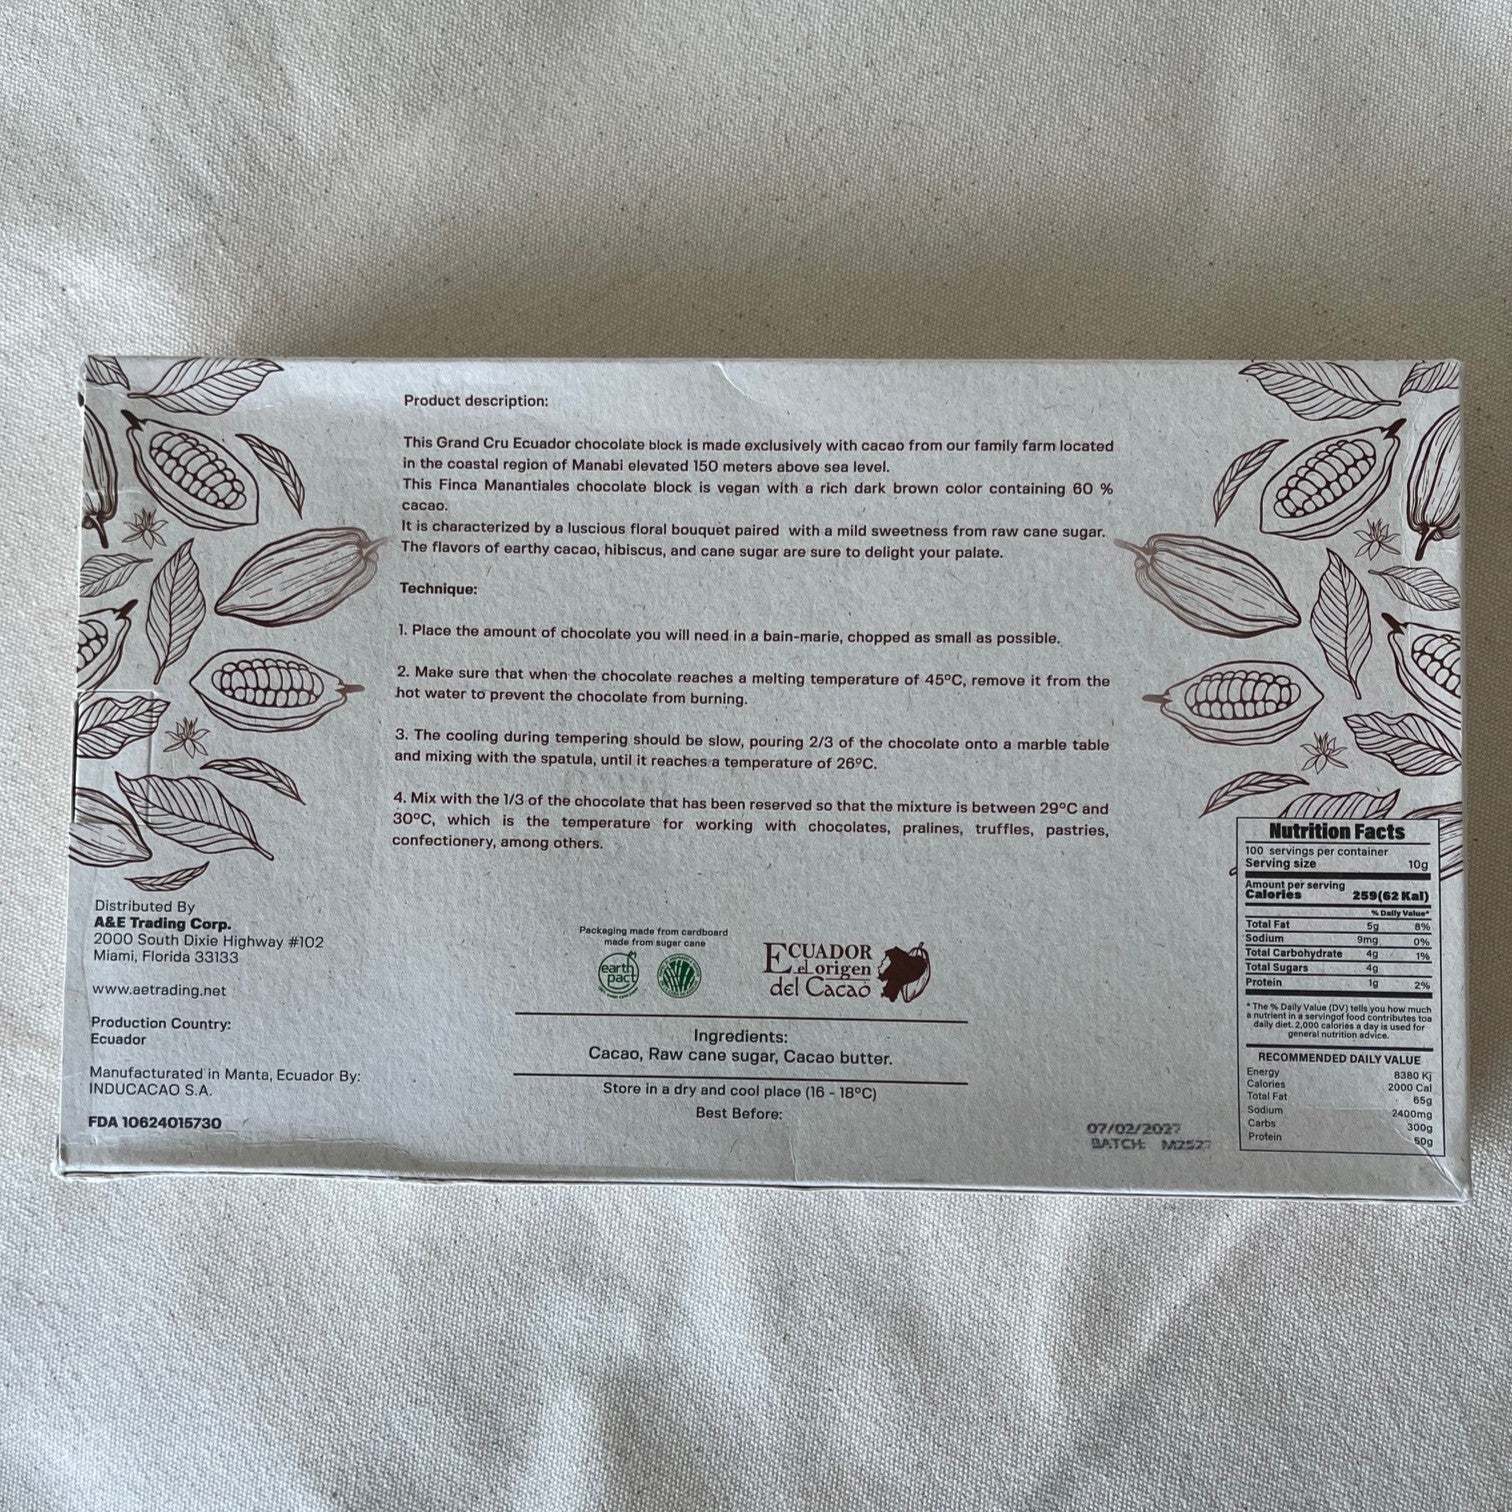 Product description:
This Grand Cru Ecuador chocolate block is made exclusively with cacao from our family farm located
in the coastal region of Manabi elevated 150 meters above sea level.
This Finca Manantiales chocolate block is vegan with a rich dark brown color containing 60 %
cacao.
It is characterized by a luscious floral bouquet paired with a mild sweetness from raw cane sugar.
The flavors of earthy cacao, hibiscus, and cane sugar are sure to delight your palate.
Technique:
1. Place the amount of chocolate you will need in a bain-marie, chopped as small as possible.
2. Make sure that when the chocolate reaches a melting temperature of 45ºC, remove it from the
hot water to prevent the chocolate from burning.
3. The cooling during tempering should be slow, pouring 2/3 of the chocolate onto a marble table
and mixing with the spatula, until it reaches a temperature of 26ºC.
4. Mix with the 1/3 of the chocolate that has been reserved so that the mixture is between 29ºC and
30ºC, which is the temperature for working with chocolates, pralines, truffles, pastries,
confectionery, among others.
Distributed By
A&E Trading Corp.
2000 South Dixie Highway #102
Miami, Florida 33133
www.aetrading.net
Production Country:
Ecuador
Manufacturated in Manta, Ecuador By:
INDUCACAO S.A.
FDA 10624015730
Packaging made from cardboard
made from sugar cane
earth
pact
ECUADOR
el origen
del Cacao
Ingredients:
Cacao, Raw cane sugar, Cacao butter.
Store in a dry and cool place (16 - 18ºC)
Best Before:
07/02/2027
BATCH: M2527
Nutrition Facts
100 servings per container
Serving size 10g
Amount per serving
Calories 259(62 Kal)
% Daily Value*
Total Fat 5g 8%
Sodium 9mg 0%
Total Carbohydrate 4g 1%
Total Sugars 4g
Protein 1g 2%
* The % Daily Value (DV) tells you how much
a nutrient in a servingof food contributes toa
daily diet. 2,000 calories a day is used for
general nutrition advice.
RECOMMENDED DAILY VALUE
Energy 8380 Kj
Calories 2000 Cal
Total Fat 65g
Sodium 2400mg
Carbs 300g
Protein 50g